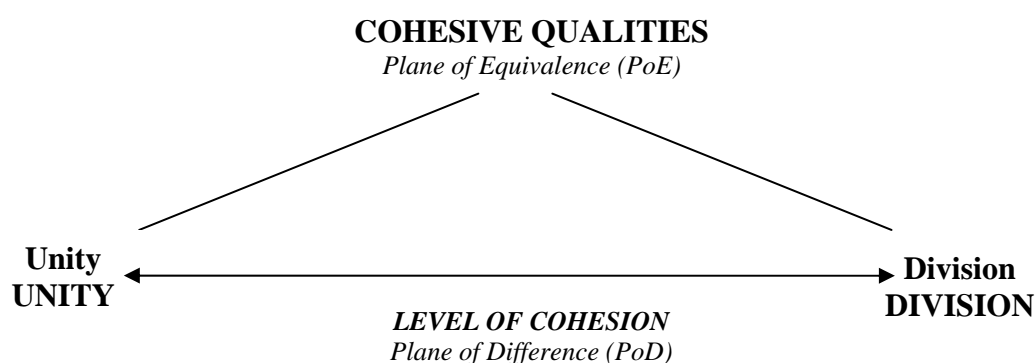 COHESIVE QUALITIES
Plane of Equivalence (PoE)
Unity
UNITY
Division
DIVISION
LEVEL OF COHESION
Plane of Difference (PoD)